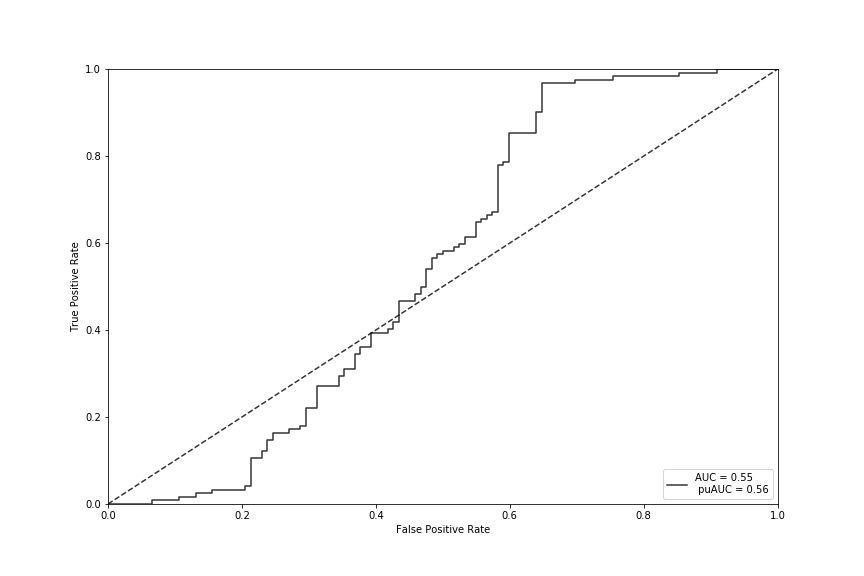 1.0
0.8
0.6
0.4
0.2
0.0
True Positive Rate
AUC = 0.55
puAUC = 0.56
0.0 0.2 0.4 0.6 0.8 1.0
False Positive Rate